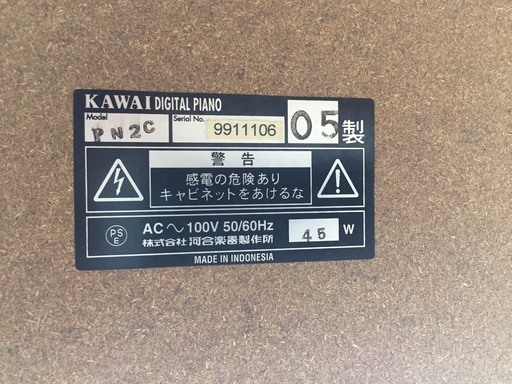 KAWAI DIGITAL PIANO
Model PN2C Serial No. 9911106 05製
警告
感電の危険あり
キャビネットをあけるな
PS E
AC～100V 50/60Hz
株式会社 河合楽器製作所
45 W
MADE IN INDONESIA